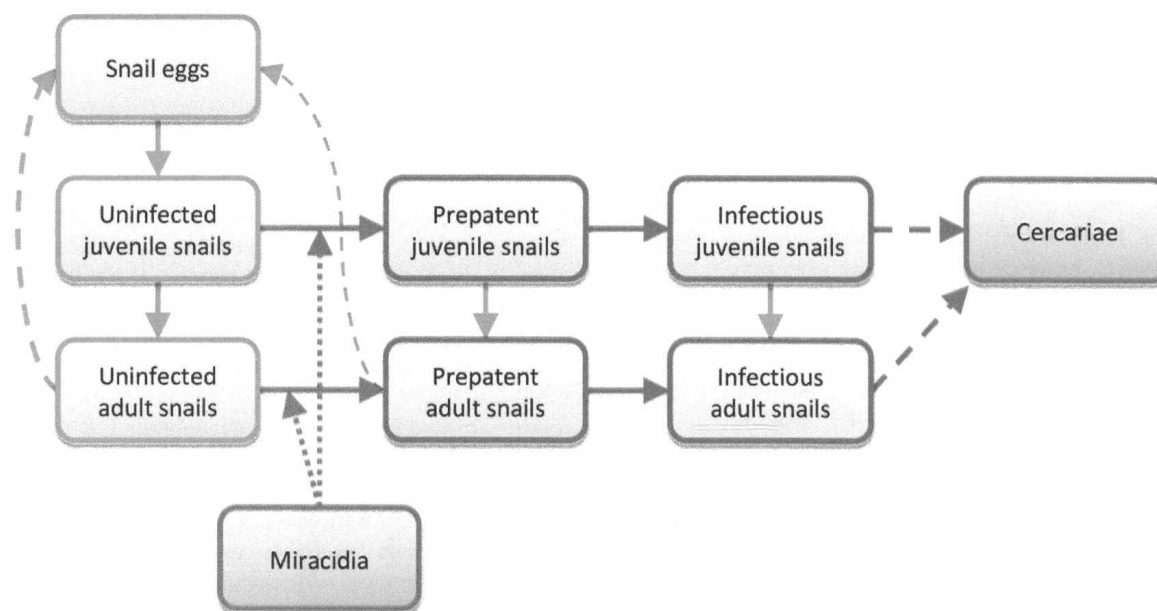 Snail eggs
Uninfected
juvenile snails
Prepatent
juvenile snails
Infectious
juvenile snails
Cercariae
Uninfected
adult snails
Prepatent
adult snails
Infectious
adult snails
Miracidia